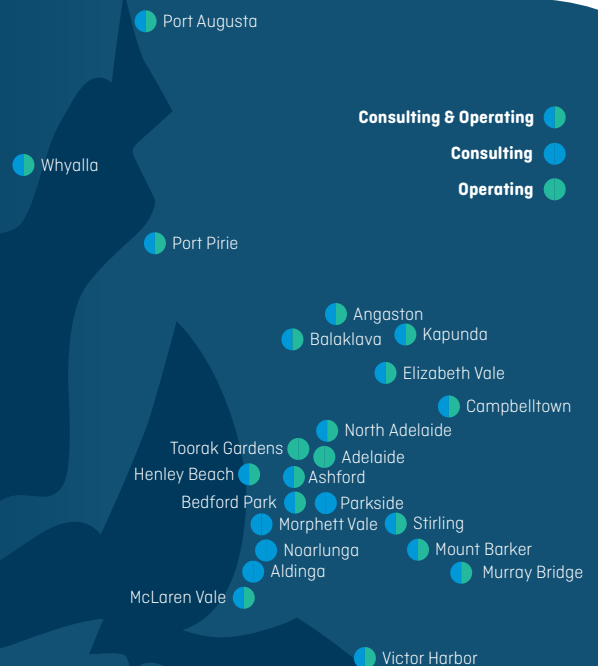 Port Augusta
Consulting & Operating
Consulting
Whyalla
Operating
Port Pirie
Angaston
Kapunda
Balaklava
Elizabeth Vale
Campbelltown
North Adelaide
Toorak Gardens
Adelaide
Henley Beach
Ashford
Bedford Park
Parkside
Morphett Vale
Stirling
Noarlunga
Mount Barker
Aldinga
Murray Bridge
McLaren Vale
Victor Harbor